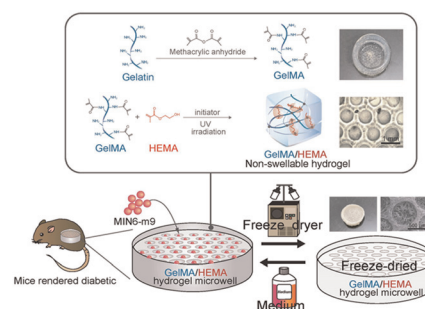 Methacrylic anhydride
Gelatin
GelMA
initiator
UV
irradiation
GelMA
HEMA
GelMA/HEMA
Non-swellable hydrogel
MIN6-m9
Freeze dryer
Mice rendered diabetic
GelMA/HEMA
hydrogel microwell
Medium
Freeze-dried
GelMA/HEMA
hydrogel microwell